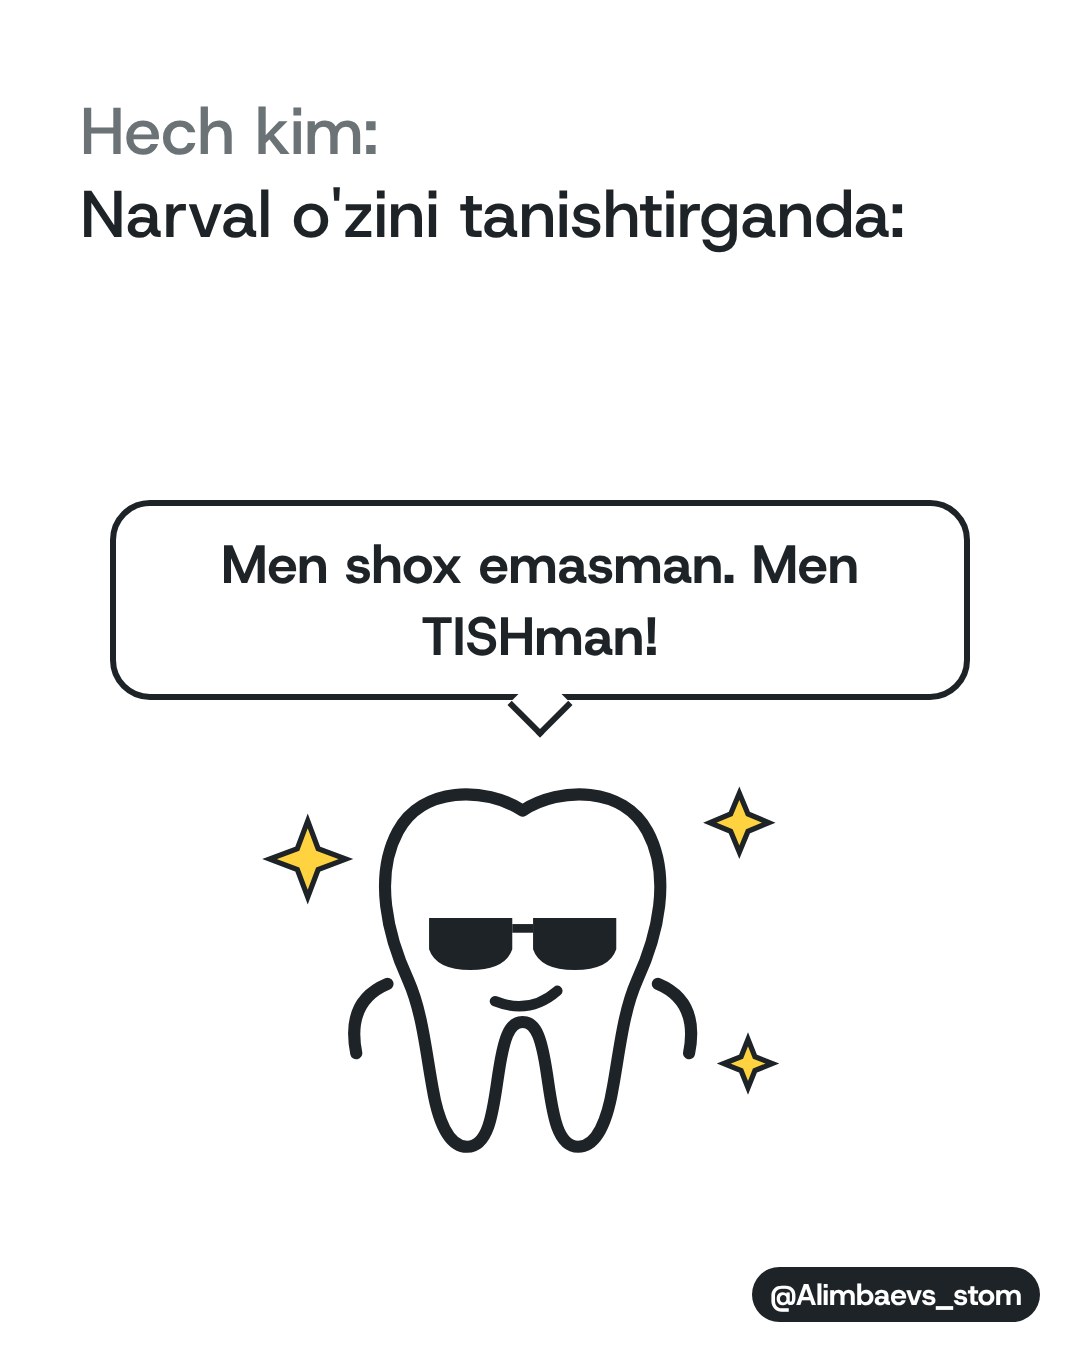 Hech kim:
Narval o'zini tanishtirganda:
Men shox emasman. Men
TISHman!
@Alimbaevs_stom